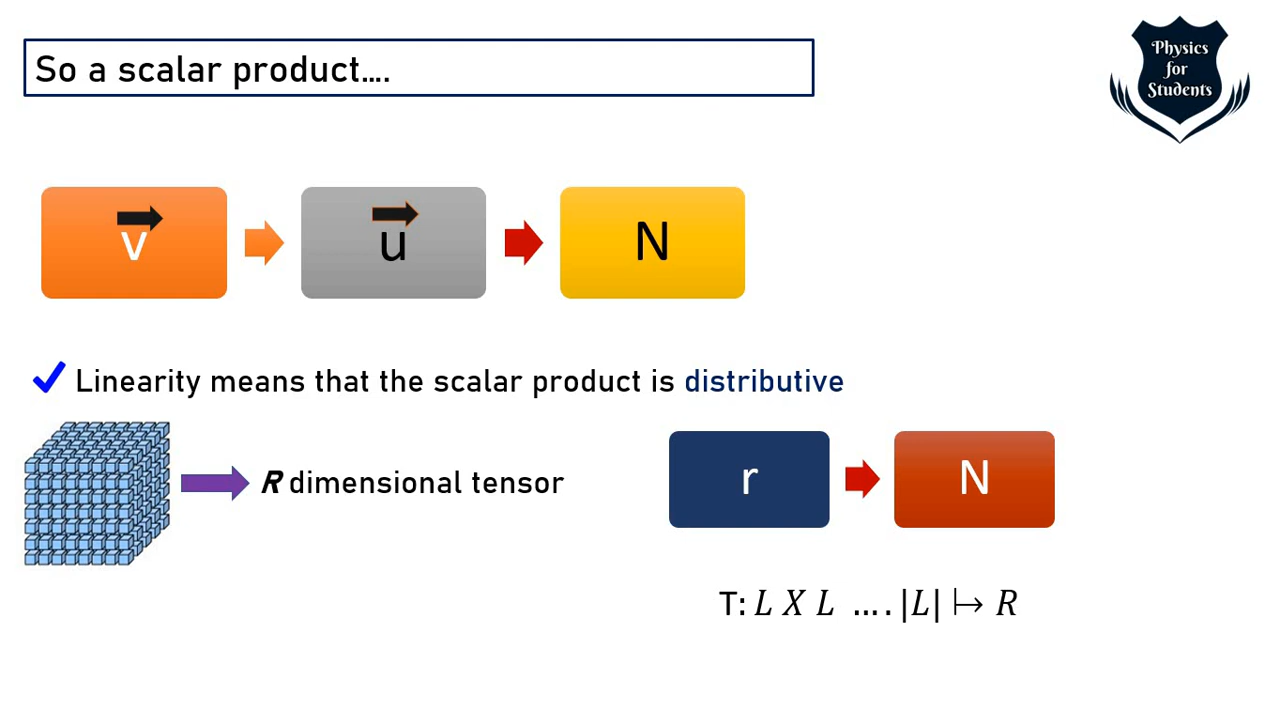 So a scalar product....
Physics
for
Students
v
u
N
Linearity means that the scalar product is distributive
R dimensional tensor
r
N
T: L X L .... |L| ↦ R